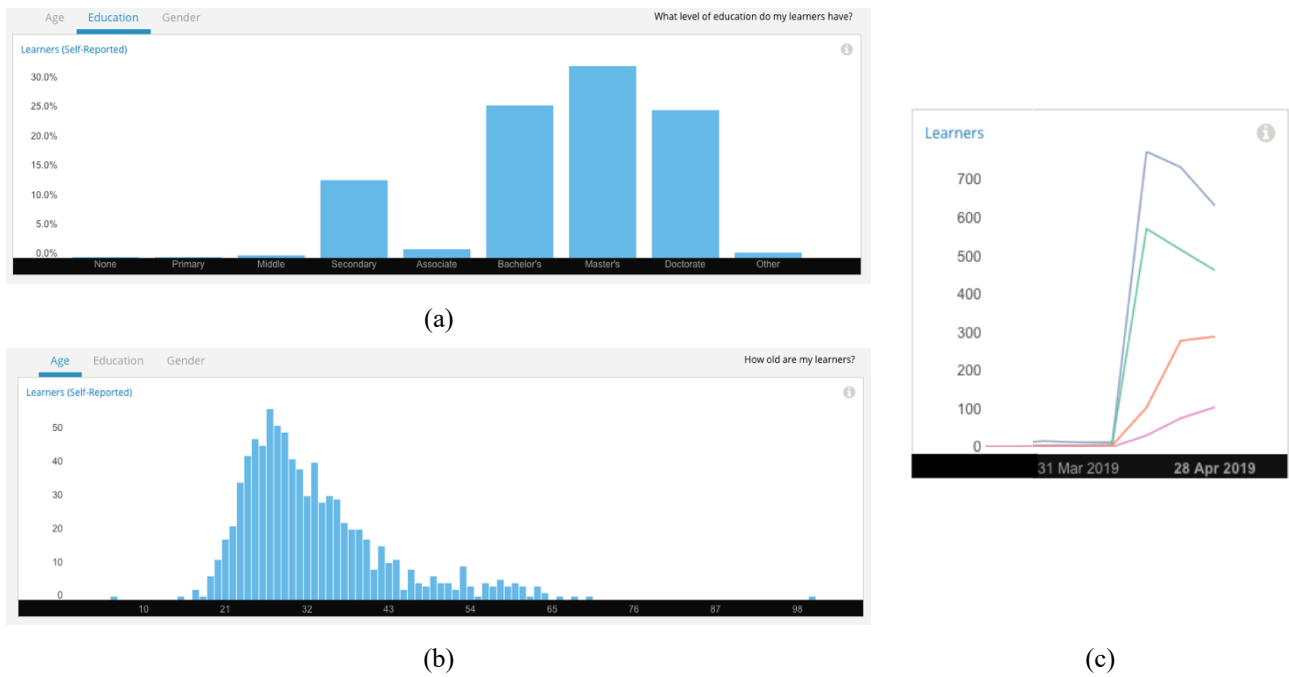 Age Education Gender What level of education do my learners have?
Learners (Self-Reported)
30.0%
25.0%
20.0%
15.0%
10.0%
5.0%
0.0%
None Primary Middle Secondary Associate Bachelor's Master's Doctorate Other
(a)
Age Education Gender How old are my learners?
Learners (Self-Reported)
50
40
30
20
10
0
10 21 32 43 54 65 76 87 98
(b)
Learners
700
600
500
400
300
200
100
0
31 Mar 2019 28 Apr 2019
(c)